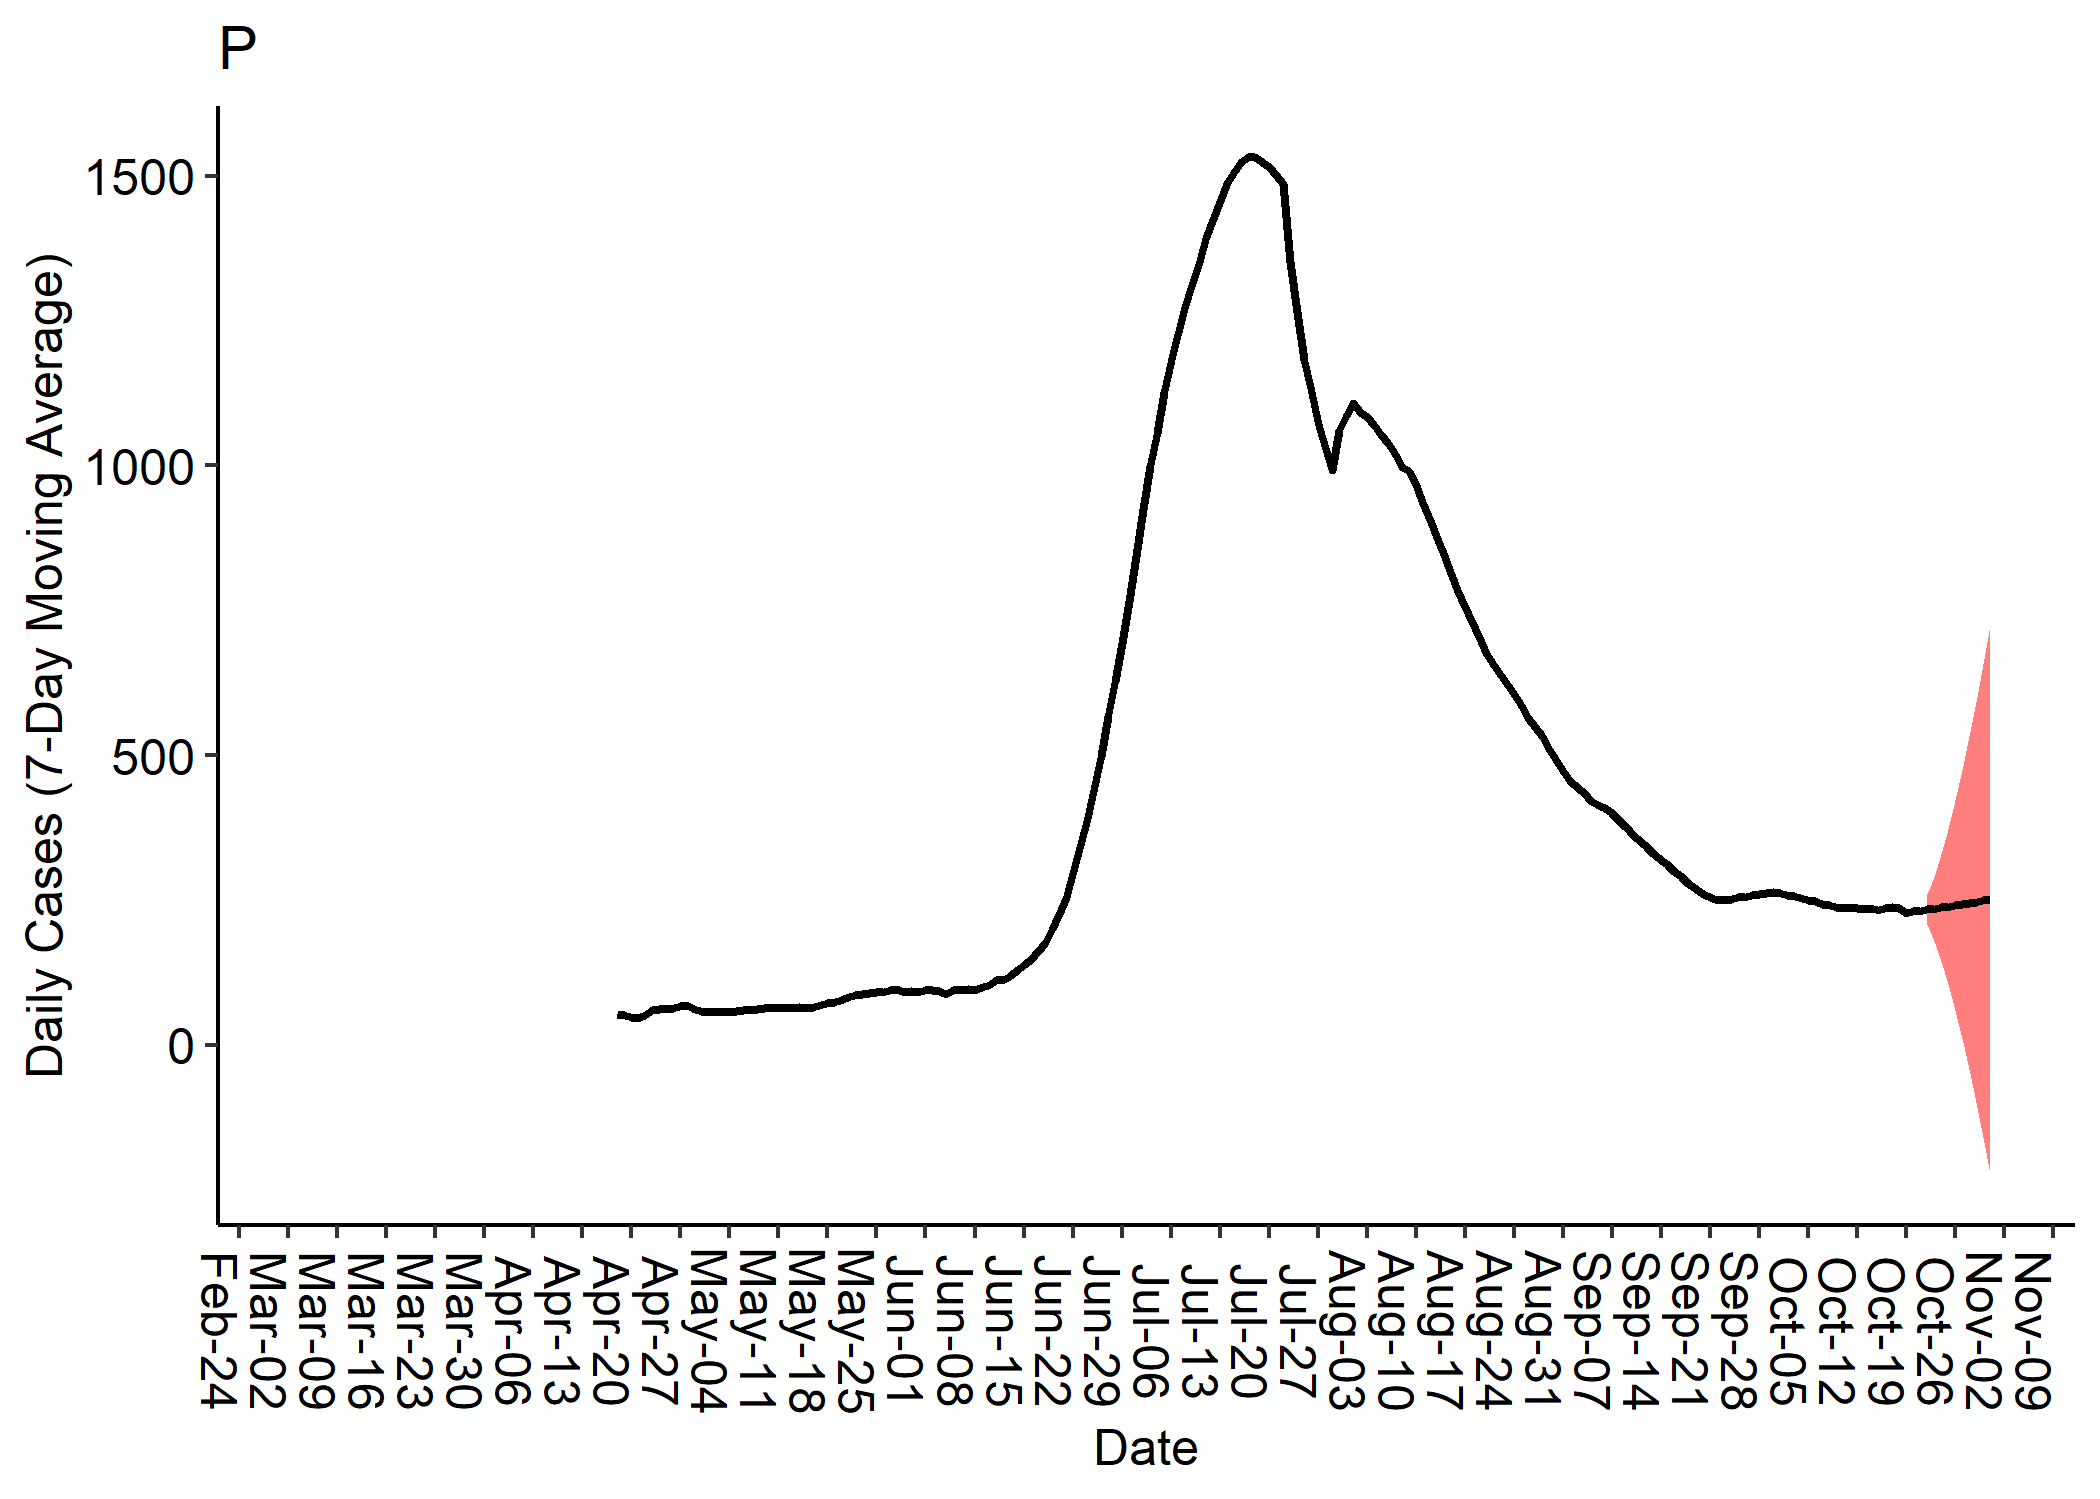 P
Daily Cases (7-Day Moving Average)
1500
1000
500
0
Feb-24
Mar-02
Mar-09
Mar-16
Mar-23
Mar-30
Apr-06
Apr-13
Apr-20
Apr-27
May-04
May-11
May-18
May-25
Jun-01
Jun-08
Jun-15
Jun-22
Jun-29
Jul-06
Jul-13
Jul-20
Jul-27
Aug-03
Aug-10
Aug-17
Aug-24
Aug-31
Sep-07
Sep-14
Sep-21
Sep-28
Oct-05
Oct-12
Oct-19
Oct-26
Nov-02
Nov-09
Date